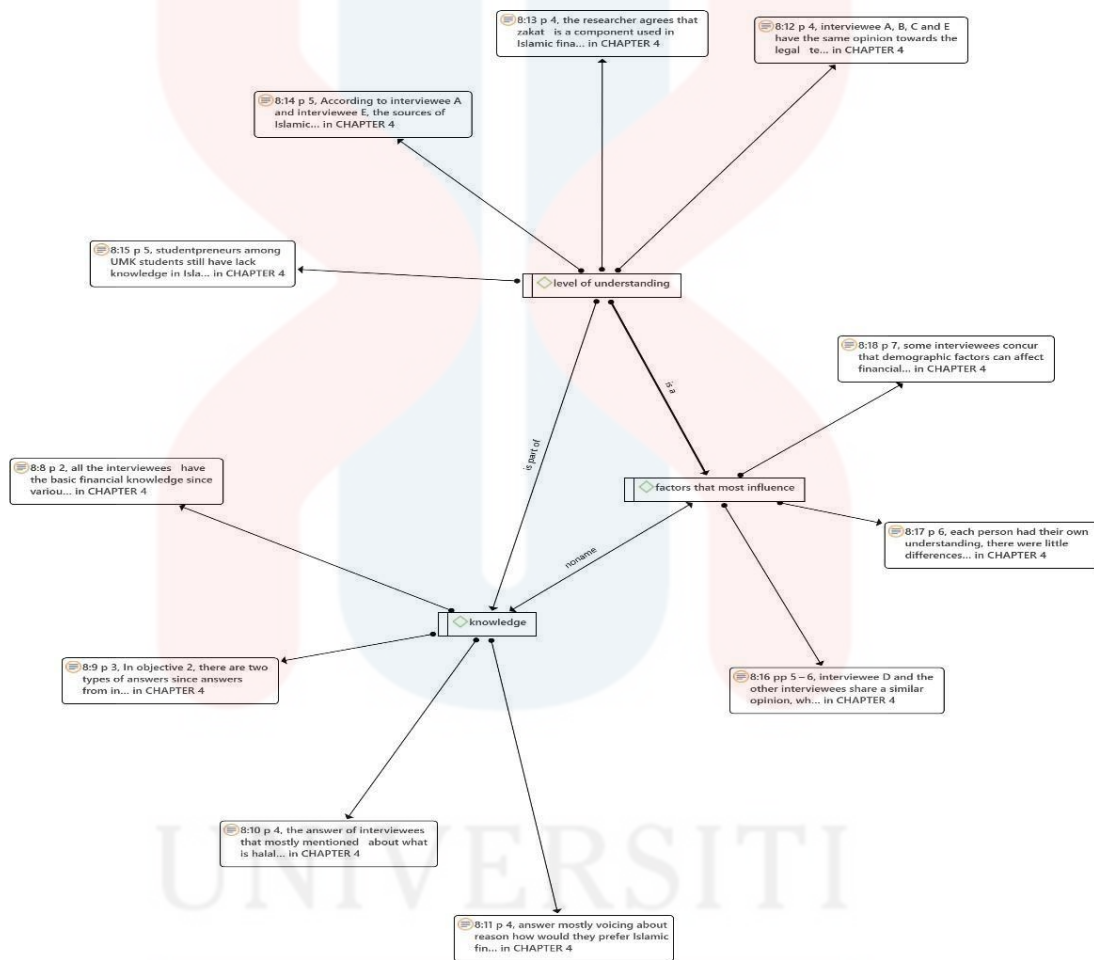 8:13 p 4, the researcher agrees that
zakat is a component used in
Islamic fina... in CHAPTER 4
8:12 p 4, interviewee A, B, C and E
have the same opinion towards the
legal te... in CHAPTER 4
8:14 p 5, According to interviewee A
and interviewee E, the sources of
Islamic... in CHAPTER 4
8:15 p 5, studentpreneurs among
UMK students still have lack
knowledge in Isla... in CHAPTER 4
level of understanding
8:18 p 7, some interviewees concur
that demographic factors can affect
financial... in CHAPTER 4
is a
is part of
8:8 p 2, all the interviewees have
the basic financial knowledge since
variou... in CHAPTER 4
factors that most influence
8:17 p 6, each person had their own
understanding, there were little
differences... in CHAPTER 4
noname
knowledge
8:9 p 3, In objective 2, there are two
types of answers since answers
from in... in CHAPTER 4
8:16 pp 5 – 6, interviewee D and the
other interviewees share a similar
opinion, wh... in CHAPTER 4
8:10 p 4, the answer of interviewees
that mostly mentioned about what
is halal... in CHAPTER 4
UNIVERSITI
8:11 p 4, answer mostly voicing about
reason how would they prefer Islamic
fin... in CHAPTER 4